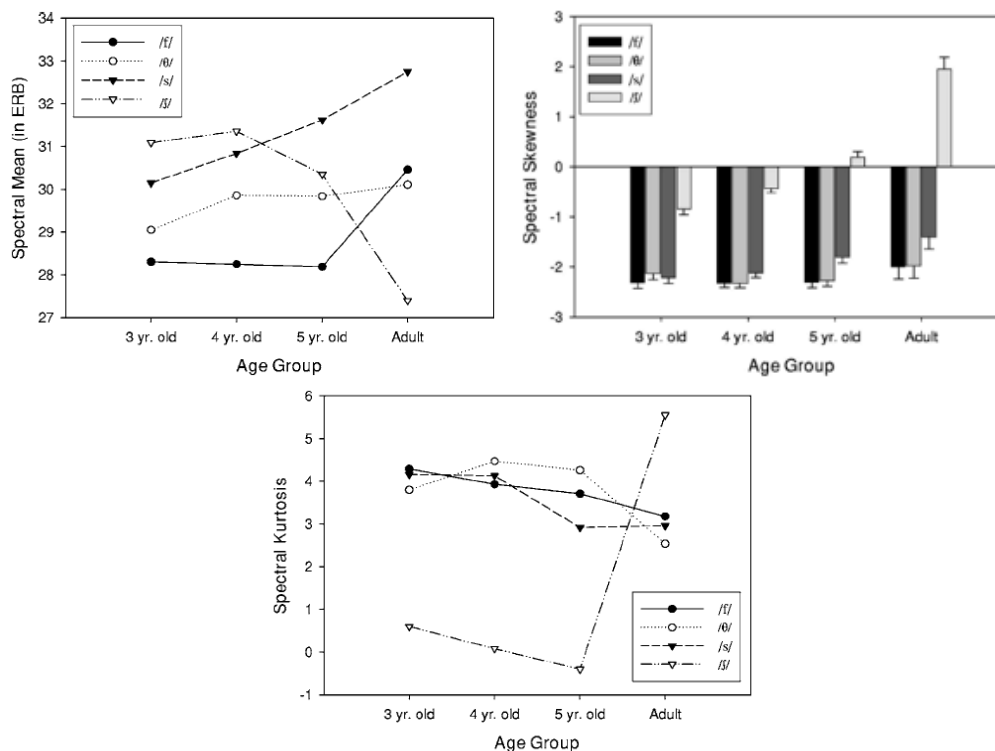 34
33
32
31
30
29
28
27
Spectral Mean (in ERB)
/f/
/θ/
/s/
/ʃ/
3 yr. old 4 yr. old 5 yr. old Adult
Age Group
3
2
1
0
-1
-2
-3
Spectral Skewness
/f/
/θ/
/s/
/ʃ/
3 yr. old 4 yr. old 5 yr. old Adult
Age Group
6
5
4
3
2
1
0
-1
Spectral Kurtosis
/f/
/θ/
/s/
/ʃ/
3 yr. old 4 yr. old 5 yr. old Adult
Age Group